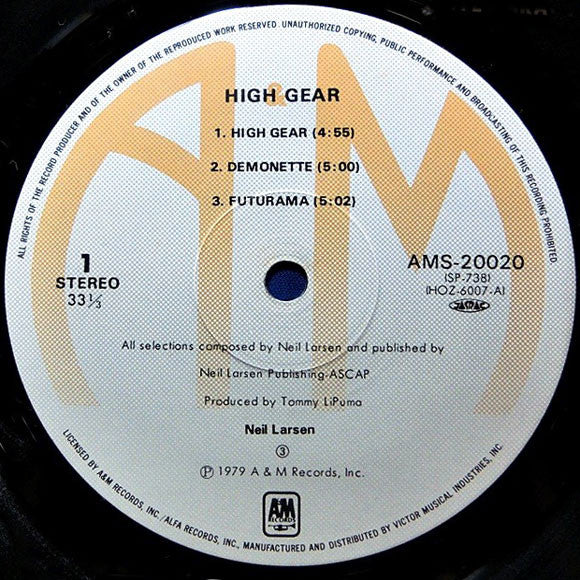 ALL RIGHTS OF THE RECORD PRODUCER AND OF THE OWNER OF THE REPRODUCED WORK RESERVED. UNAUTHORIZED COPYING, PUBLIC PERFORMANCE AND BROADCASTING OF THIS RECORDING PROHIBITED.
A&M
HIGH GEAR
1. HIGH GEAR (4:55)
2. DEMONETTE (5:00)
3. FUTURAMA (5:02)
1
STEREO
33⅓
AMS-20020
(SP-738)
(HOZ-6007-A)
JASRAC
All selections composed by Neil Larsen and published by
Neil Larsen Publishing-ASCAP
Produced by Tommy LiPuma
Neil Larsen
③
Ⓟ 1979 A & M Records, Inc.
A&M
RECORDS
LICENSED BY A&M RECORDS, INC./ALFA RECORDS, INC., MANUFACTURED AND DISTRIBUTED BY VICTOR MUSICAL INDUSTRIES, INC.